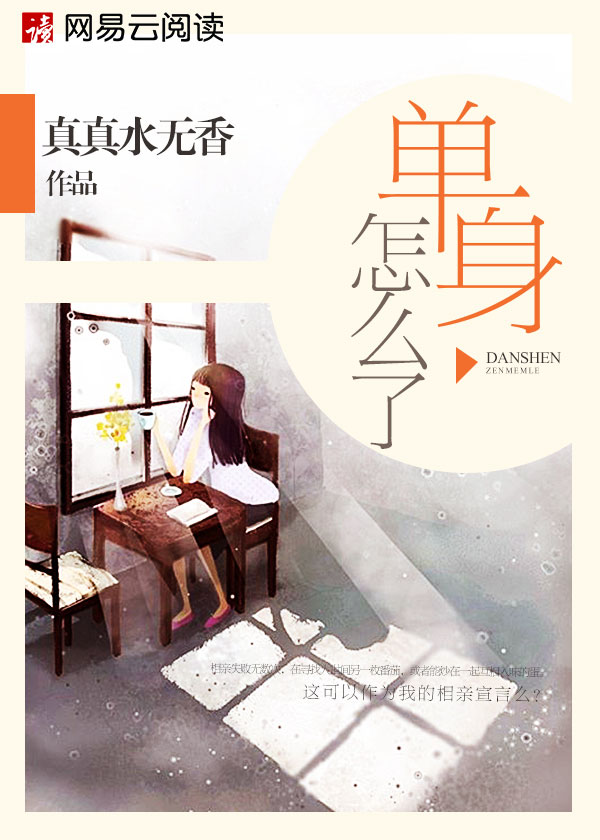 读 网易云阅读
真真水无香
作品
单身
怎么了
DANSHEN
ZENMEMLE
这可以作为我的相亲宣言么?